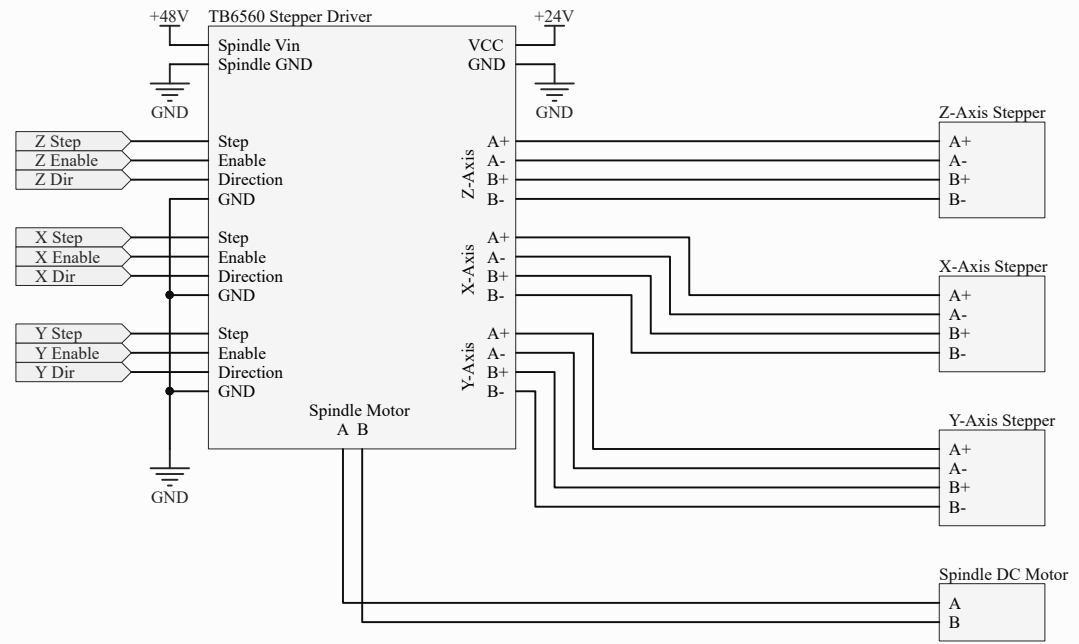 +48V
TB6560 Stepper Driver
+24V
Spindle Vin
VCC
Spindle GND
GND
GND
GND
Z-Axis Stepper
Z Step
Step
A+
A+
Z Enable
Enable
A-
A-
Z Dir
Direction
B+
B+
GND
B-
B-
Z-Axis
X Step
Step
A+
X Enable
Enable
A-
X-Axis Stepper
X Dir
Direction
B+
GND
B-
X-Axis
A+
A-
B+
B-
Y Step
Step
A+
Y Enable
Enable
A-
Y Dir
Direction
B+
GND
B-
Y-Axis
Spindle Motor
A B
Y-Axis Stepper
A+
A-
B+
B-
GND
Spindle DC Motor
A
B